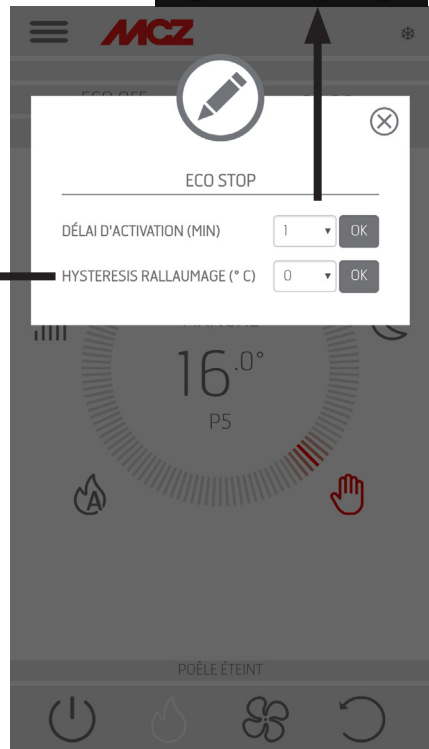 MCZ
ECO STOP
DÉLAI D'ACTIVATION (MIN) 1 OK
HYSTERESIS RALLAUMAGE (° C) 0 OK
16.0°
P5
A
POÊLE ÉTEINT